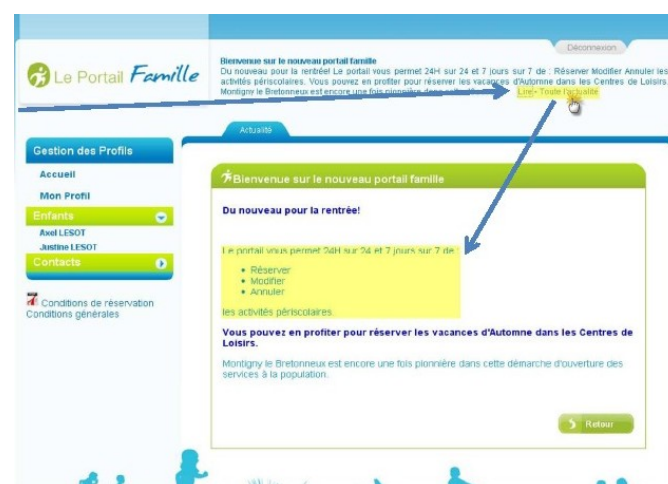 Déconnexion
Le Portail Famille
Bienvenue sur le nouveau portail famille
Du nouveau pour la rentrée! Le portail vous permet 24H sur 24 et 7 jours sur 7 de : Réserver Modifier Annuler les
activités périscolaires. Vous pouvez en profiter pour réserver les vacances d'Automne dans les Centres de Loisirs.
Montigny le Bretonneux est encore une fois pionnière dans cette Lire • Toute l'actualité
Actualité
Gestion des Profils
Accueil
Mon Profil
Enfants
Axel LESOT
Justine LESOT
Contacts
Conditions de réservation
Conditions générales
Bienvenue sur le nouveau portail famille
Du nouveau pour la rentrée!
Le portail vous permet 24H sur 24 et 7 jours sur 7 de :
• Réserver
• Modifier
• Annuler
les activités périscolaires.
Vous pouvez en profiter pour réserver les vacances d'Automne dans les Centres de
Loisirs.
Montigny le Bretonneux est encore une fois pionnière dans cette démarche d'ouverture des
services à la population.
Retour